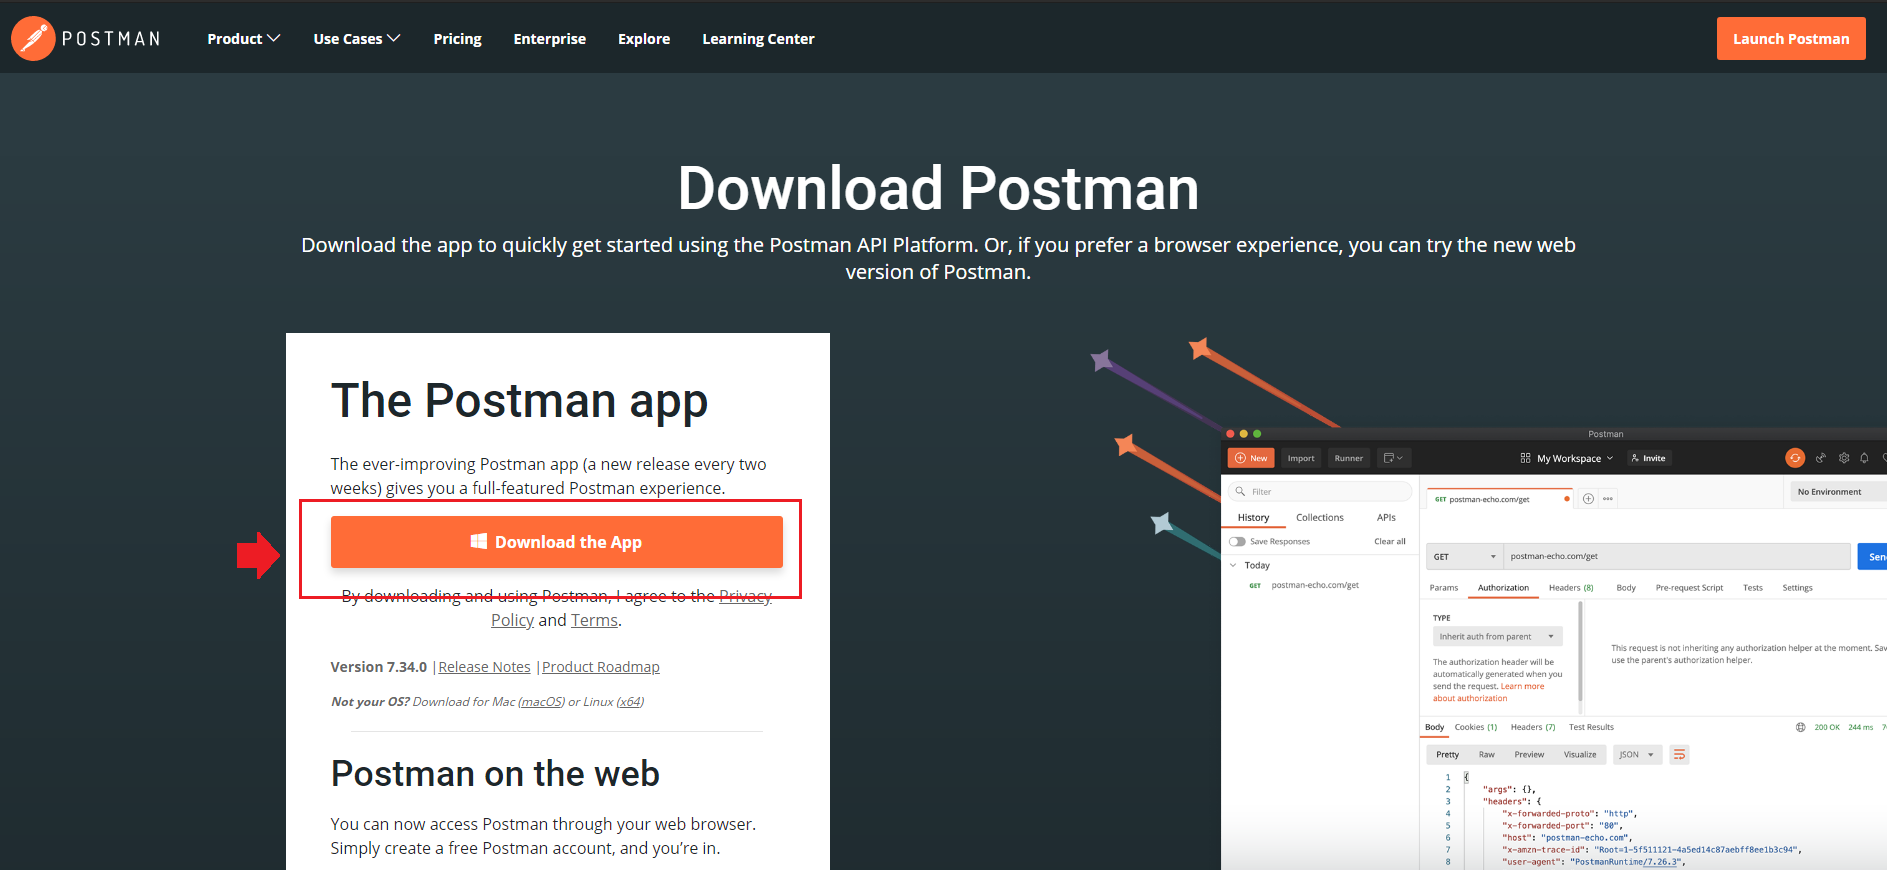 POSTMAN
Product
Use Cases
Pricing
Enterprise
Explore
Learning Center
Launch Postman
Download Postman
Download the app to quickly get started using the Postman API Platform. Or, if you prefer a browser experience, you can try the new web
version of Postman.
The Postman app
The ever-improving Postman app (a new release every two
weeks) gives you a full-featured Postman experience.
Download the App
By downloading and using Postman, I agree to the Privacy
Policy and Terms.
Version 7.34.0 | Release Notes | Product Roadmap
Not your OS? Download for Mac (macOS) or Linux (x64)
Postman on the web
You can now access Postman through your web browser.
Simply create a free Postman account, and you're in.
Postman
New
Import
Runner
My Workspace
Invite
Filter
History
Collections
APIs
Save Responses
Clear all
Today
GET postman-echo.com/get
GET postman-echo.com/get
No Environment
GET
postman-echo.com/get
Params
Authorization
Headers (8)
Body
Pre-request Script
Tests
Settings
TYPE
Inherit auth from parent
The authorization header will be
automatically generated when you
send the request. Learn more
about authorization
This request is not inheriting any authorization helper at the moment.
use the parent's authorization helper.
Body
Cookies (1)
Headers (7)
Test Results
200 OK
244 ms
Pretty
Raw
Preview
Visualize
JSON
1 {
2 "args": {},
3 "headers": {
4 "x-forwarded-proto": "http",
5 "x-forwarded-port": "80",
6 "host": "postman-echo.com",
7 "x-amzn-trace-id": "Root=1-5f511121-4a5ed14c87aebff8ee1b3c94",
8 "user-agent": "PostmanRuntime/7.26.3",